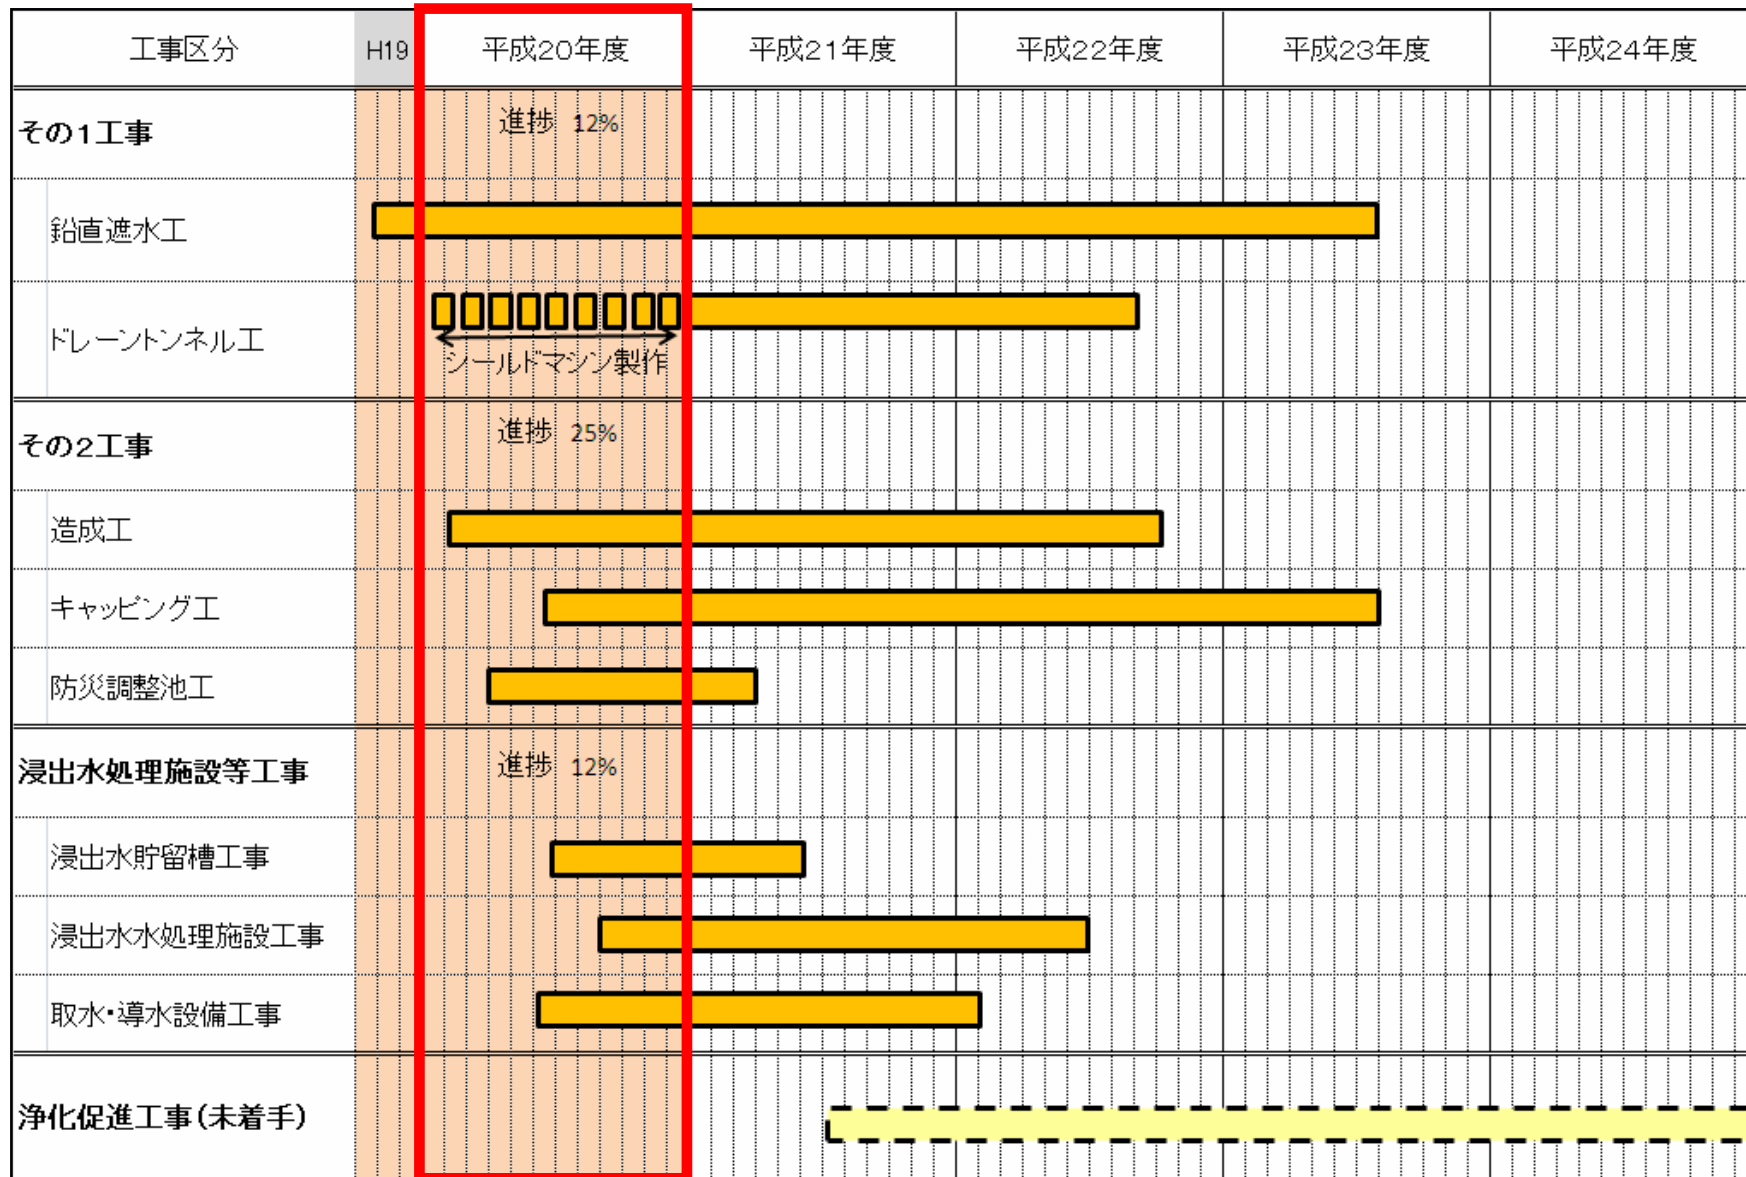 工事区分 H19 平成20年度 平成21年度 平成22年度 平成23年度 平成24年度
その1工事 進捗 12%
鉛直遮水工
ドレーントンネル工
シールドマシン製作
その2工事 進捗 25%
造成工
キャッピング工
防災調整池工
浸出水処理施設等工事 進捗 12%
浸出水貯留槽工事
浸出水水処理施設工事
取水・導水設備工事
浄化促進工事(未着手)